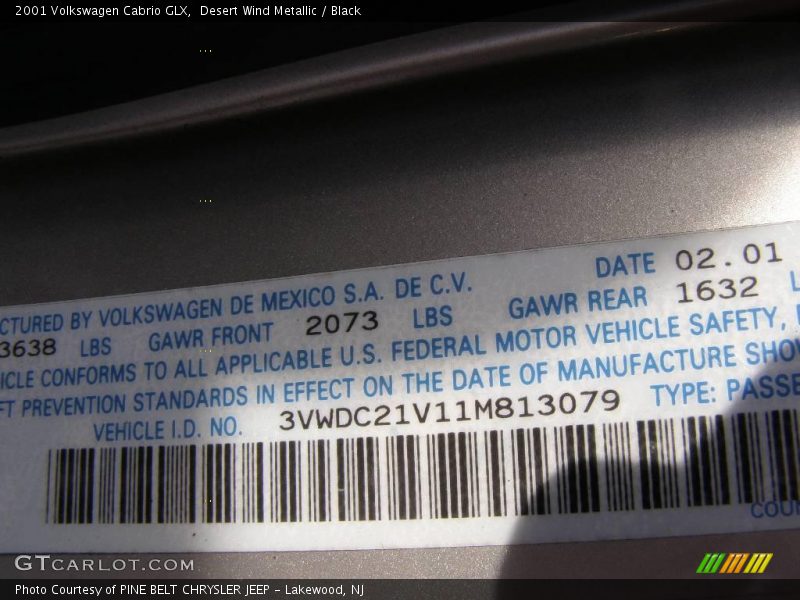 2001 Volkswagen Cabrio GLX, Desert Wind Metallic / Black
DATE 02.01
CTURED BY VOLKSWAGEN DE MEXICO S.A. DE C.V.
3638 LBS GAWR FRONT 2073 LBS GAWR REAR 1632 L
ICLE CONFORMS TO ALL APPLICABLE U.S. FEDERAL MOTOR VEHICLE SAFETY,
FT PREVENTION STANDARDS IN EFFECT ON THE DATE OF MANUFACTURE SHO
VEHICLE I.D. NO. 3VWDC21V11M813079 TYPE: PASSE
COUN
GTCARLOT.COM
Photo Courtesy of PINE BELT CHRYSLER JEEP - Lakewood, NJ